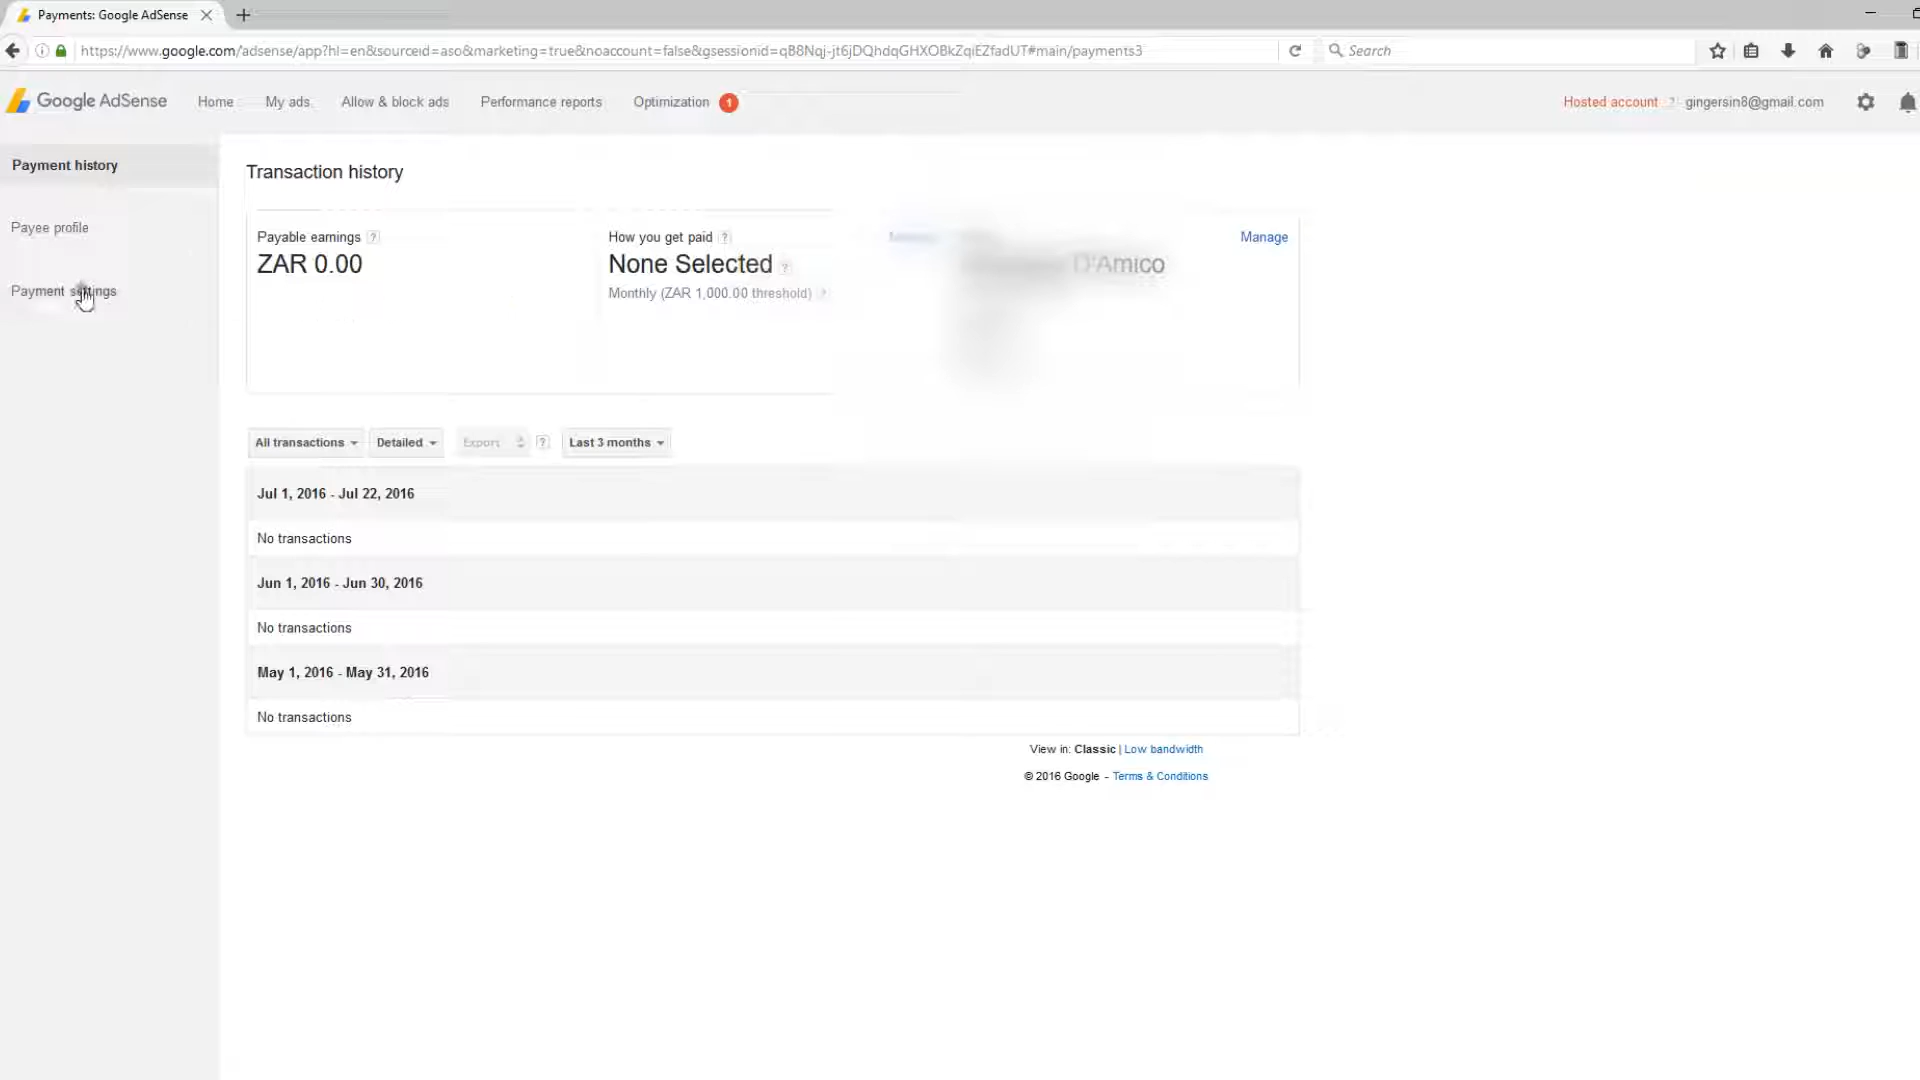 Payments: Google AdSense
https://www.google.com/adsense/app?hl=en&sourceid=aso&marketing=true&noaccount=false&gsessionid=qB8Nqj-jt6jDQhdqGHXOBkZqiEZfadUT#main/payments3
Search
Google AdSense
Home
My ads
Allow & block ads
Performance reports
Optimization 1
Hosted account ?
gingersin8@gmail.com
Payment history
Payee profile
Payment settings
Transaction history
Payable earnings ?
ZAR 0.00
How you get paid ?
None Selected ?
Monthly (ZAR 1,000.00 threshold) ?
D'Amico
Manage
All transactions
Detailed
Export
?
Last 3 months
Jul 1, 2016 - Jul 22, 2016
No transactions
Jun 1, 2016 - Jun 30, 2016
No transactions
May 1, 2016 - May 31, 2016
No transactions
View in: Classic | Low bandwidth
© 2016 Google - Terms & Conditions